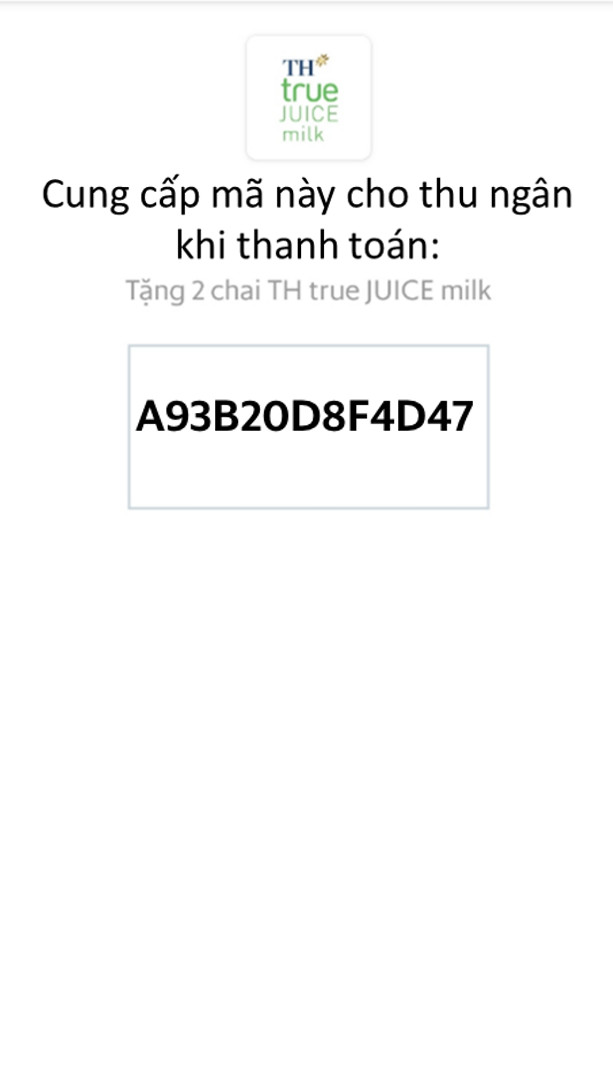 TH
true
JUICE
milk
Cung cấp mã này cho thu ngân
khi thanh toán:
Tặng 2 chai TH true JUICE milk
A93B20D8F4D47